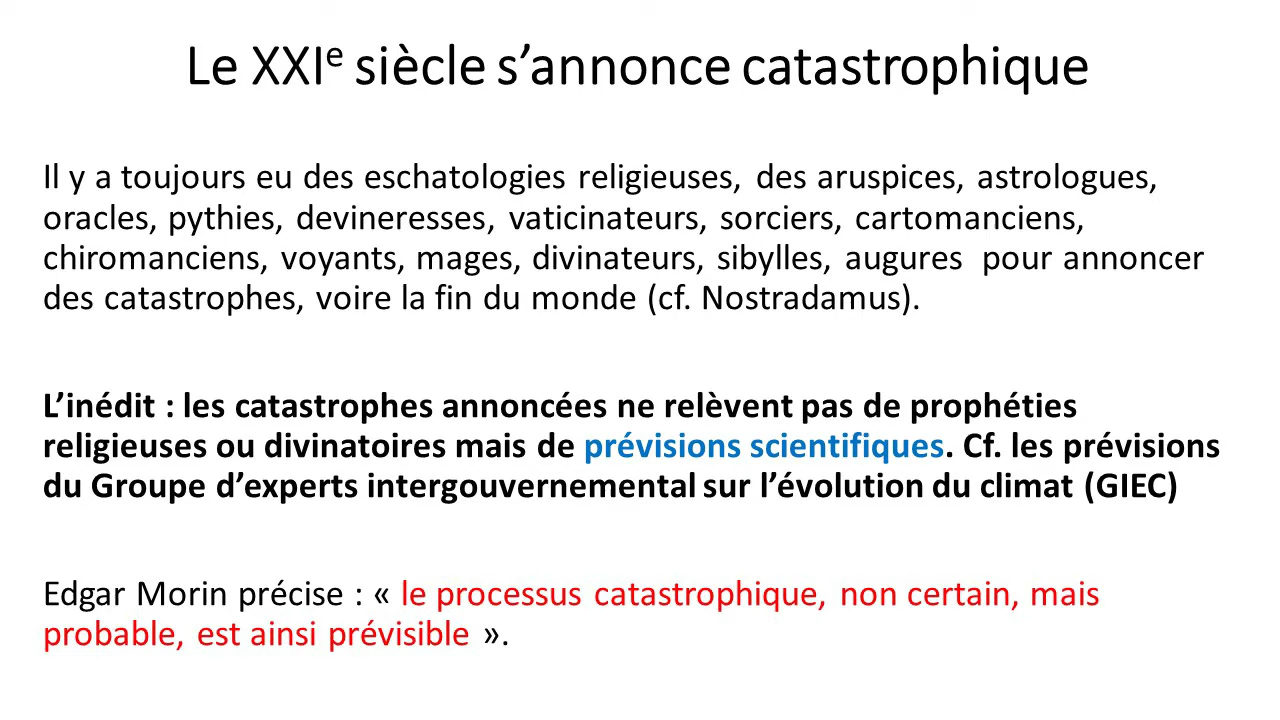 Le XXIe siècle s’annonce catastrophique
Il y a toujours eu des eschatologies religieuses, des aruspices, astrologues,
oracles, pythies, devineresses, vaticinateurs, sorciers, cartomanciens,
chiromanciens, voyants, mages, divinateurs, sibylles, augures  pour annoncer
des catastrophes, voire la fin du monde (cf. Nostradamus).
L’inédit : les catastrophes annoncées ne relèvent pas de prophéties
religieuses ou divinatoires mais de prévisions scientifiques. Cf. les prévisions
du Groupe d’experts intergouvernemental sur l’évolution du climat (GIEC)
Edgar Morin précise : « le processus catastrophique, non certain, mais
probable, est ainsi prévisible ».